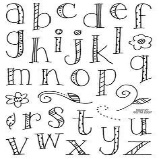 a b c d e f
g h i j k l
m n o p q
r s t u
v w x y z